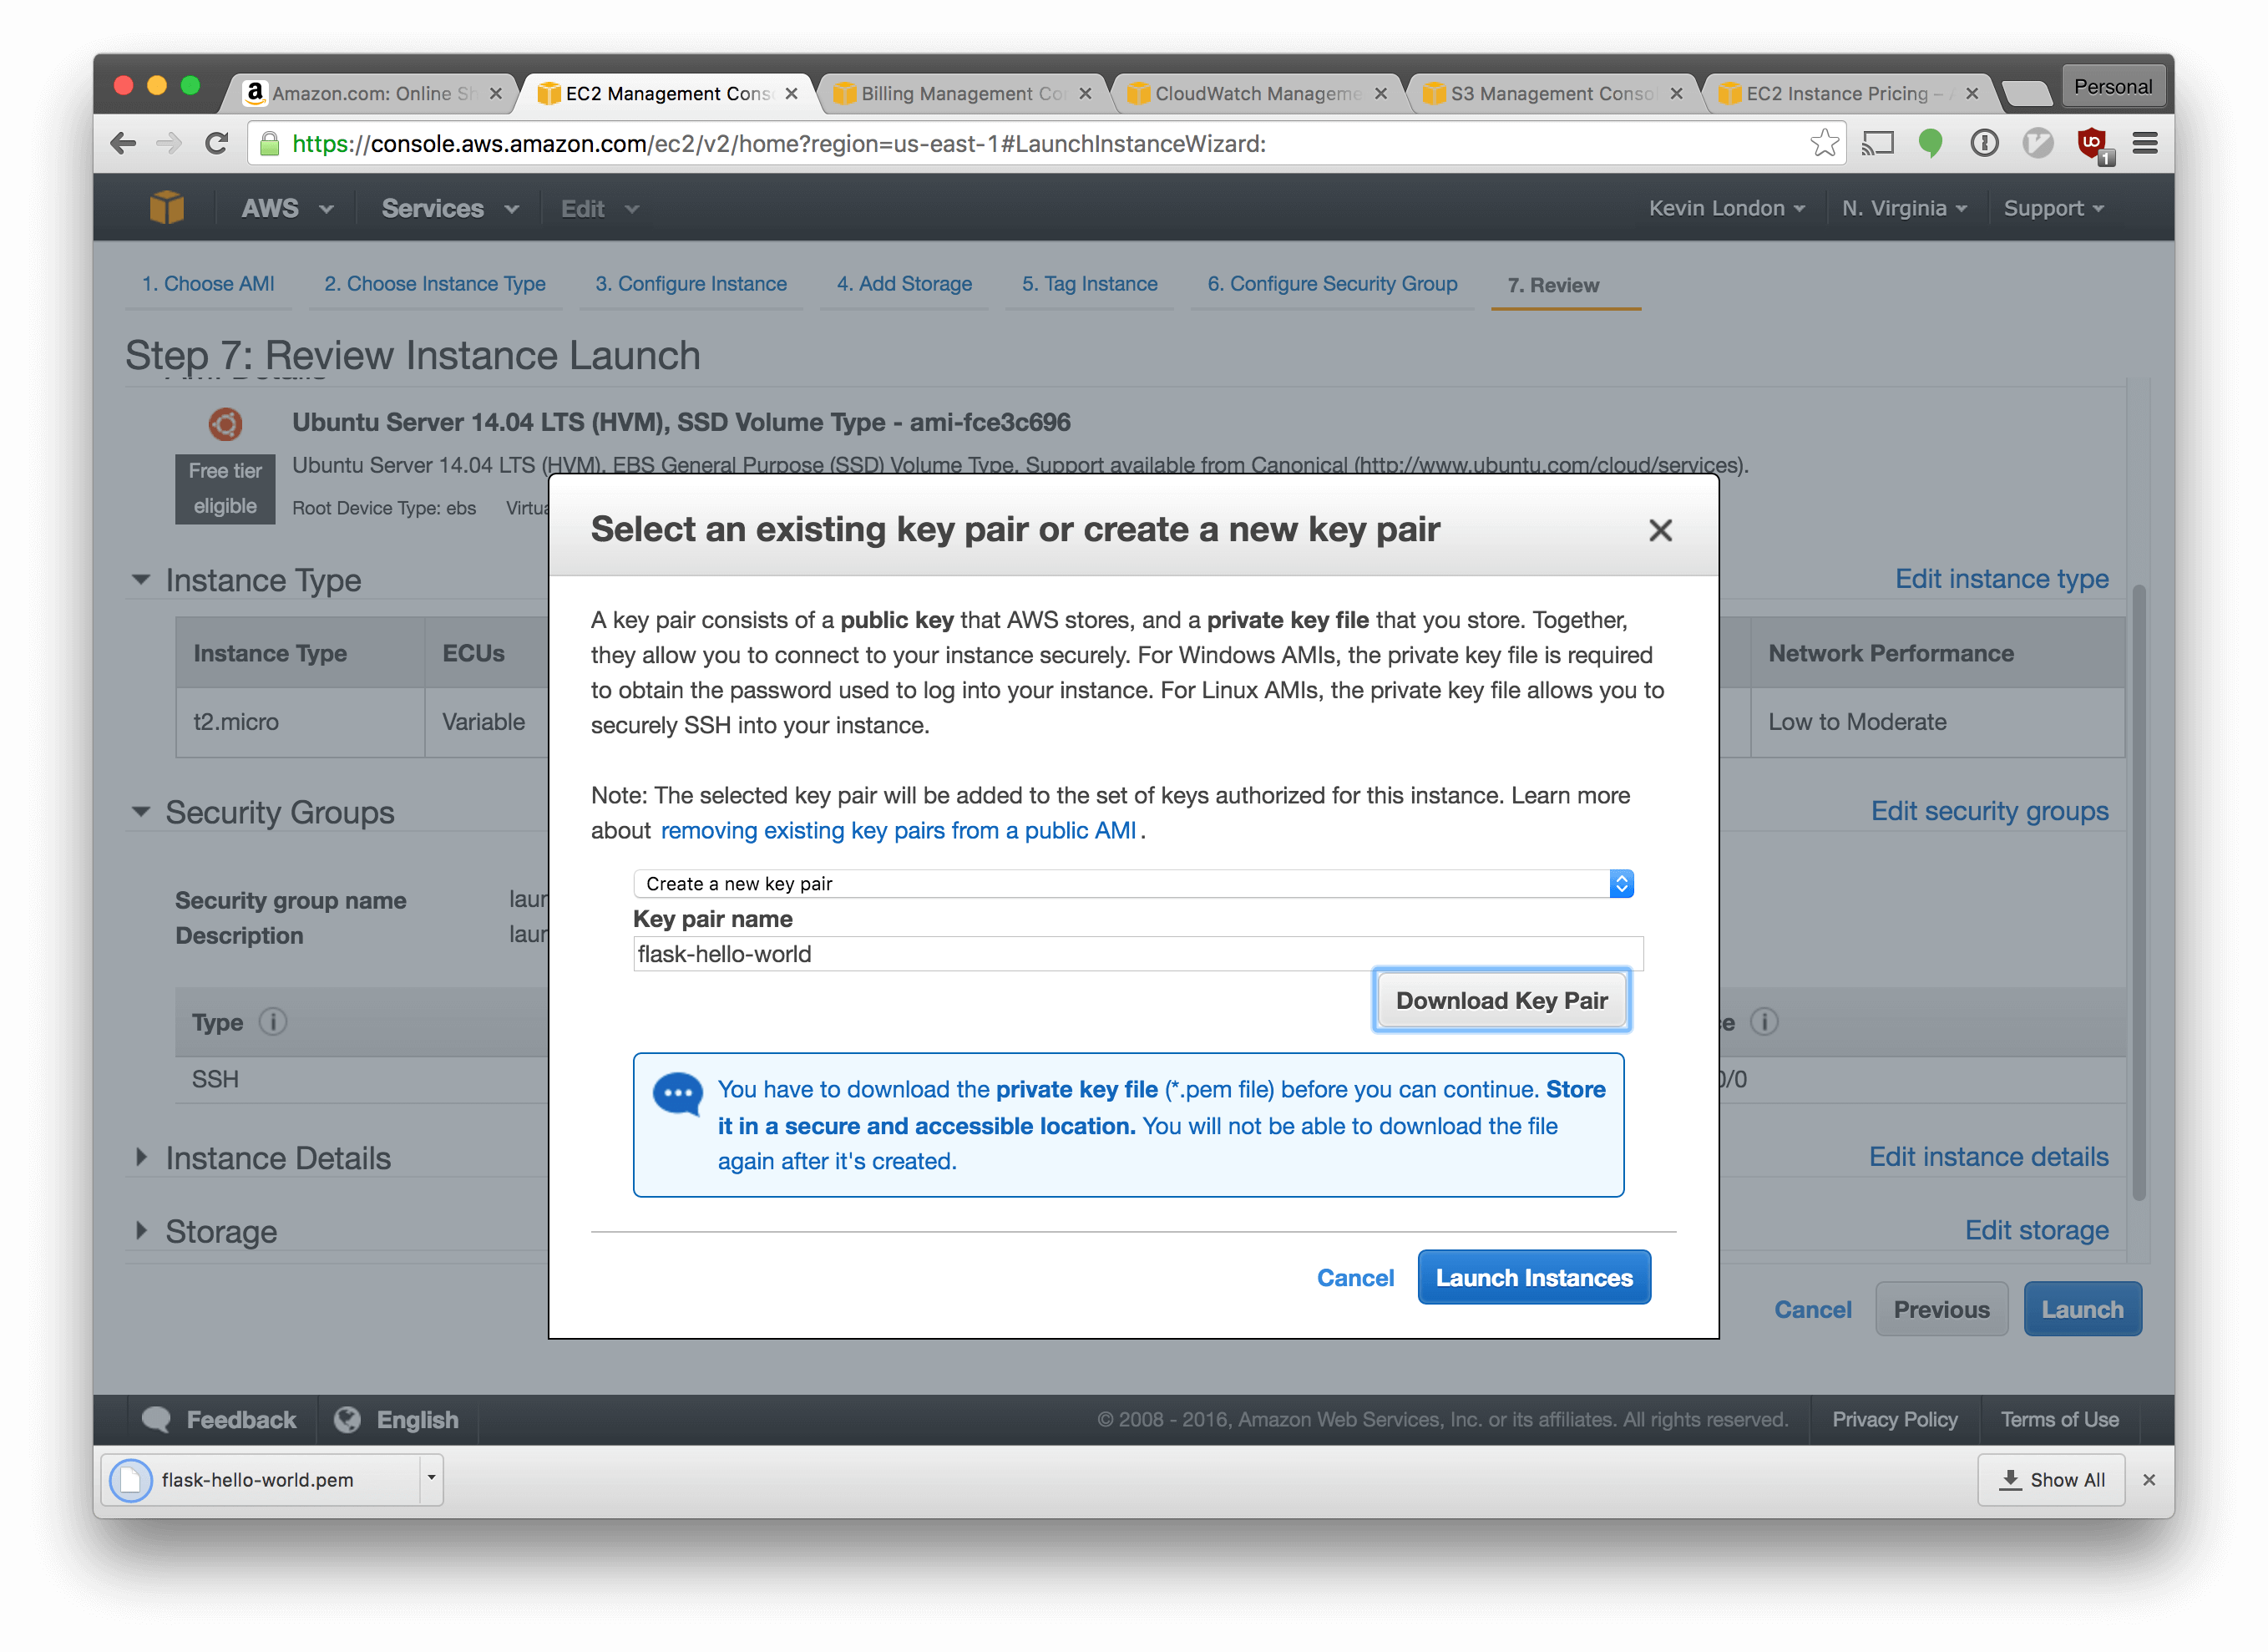 Amazon.com: Online Sh
EC2 Management Cons
Billing Management Co
CloudWatch Manageme
S3 Management Conso
EC2 Instance Pricing –
Personal
https://console.aws.amazon.com/ec2/v2/home?region=us-east-1#LaunchInstanceWizard:
1
AWS Services Edit Kevin London N. Virginia Support
1. Choose AMI 2. Choose Instance Type 3. Configure Instance 4. Add Storage 5. Tag Instance 6. Configure Security Group 7. Review
Step 7: Review Instance Launch
Ubuntu Server 14.04 LTS (HVM), SSD Volume Type - ami-fce3c696
Free tier
eligible
Ubuntu Server 14.04 LTS (HVM), EBS General Purpose (SSD) Volume Type. Support available from Canonical (http://www.ubuntu.com/cloud/services).
Root Device Type: ebs Virtua
Select an existing key pair or create a new key pair
A key pair consists of a public key that AWS stores, and a private key file that you store. Together,
they allow you to connect to your instance securely. For Windows AMIs, the private key file is required
to obtain the password used to log into your instance. For Linux AMIs, the private key file allows you to
securely SSH into your instance.
Note: The selected key pair will be added to the set of keys authorized for this instance. Learn more
about removing existing key pairs from a public AMI .
Create a new key pair
Key pair name
flask-hello-world
Download Key Pair
You have to download the private key file (*.pem file) before you can continue. Store
it in a secure and accessible location. You will not be able to download the file
again after it's created.
Cancel Launch Instances
Instance Type Edit instance type
Instance Type ECUs Network Performance
t2.micro Variable Low to Moderate
Security Groups Edit security groups
Security group name laun
Description laun
Type
SSH 0/0
Instance Details Edit instance details
Storage Edit storage
Cancel Previous Launch
Feedback English © 2008 - 2016, Amazon Web Services, Inc. or its affiliates. All rights reserved. Privacy Policy Terms of Use
flask-hello-world.pem Show All